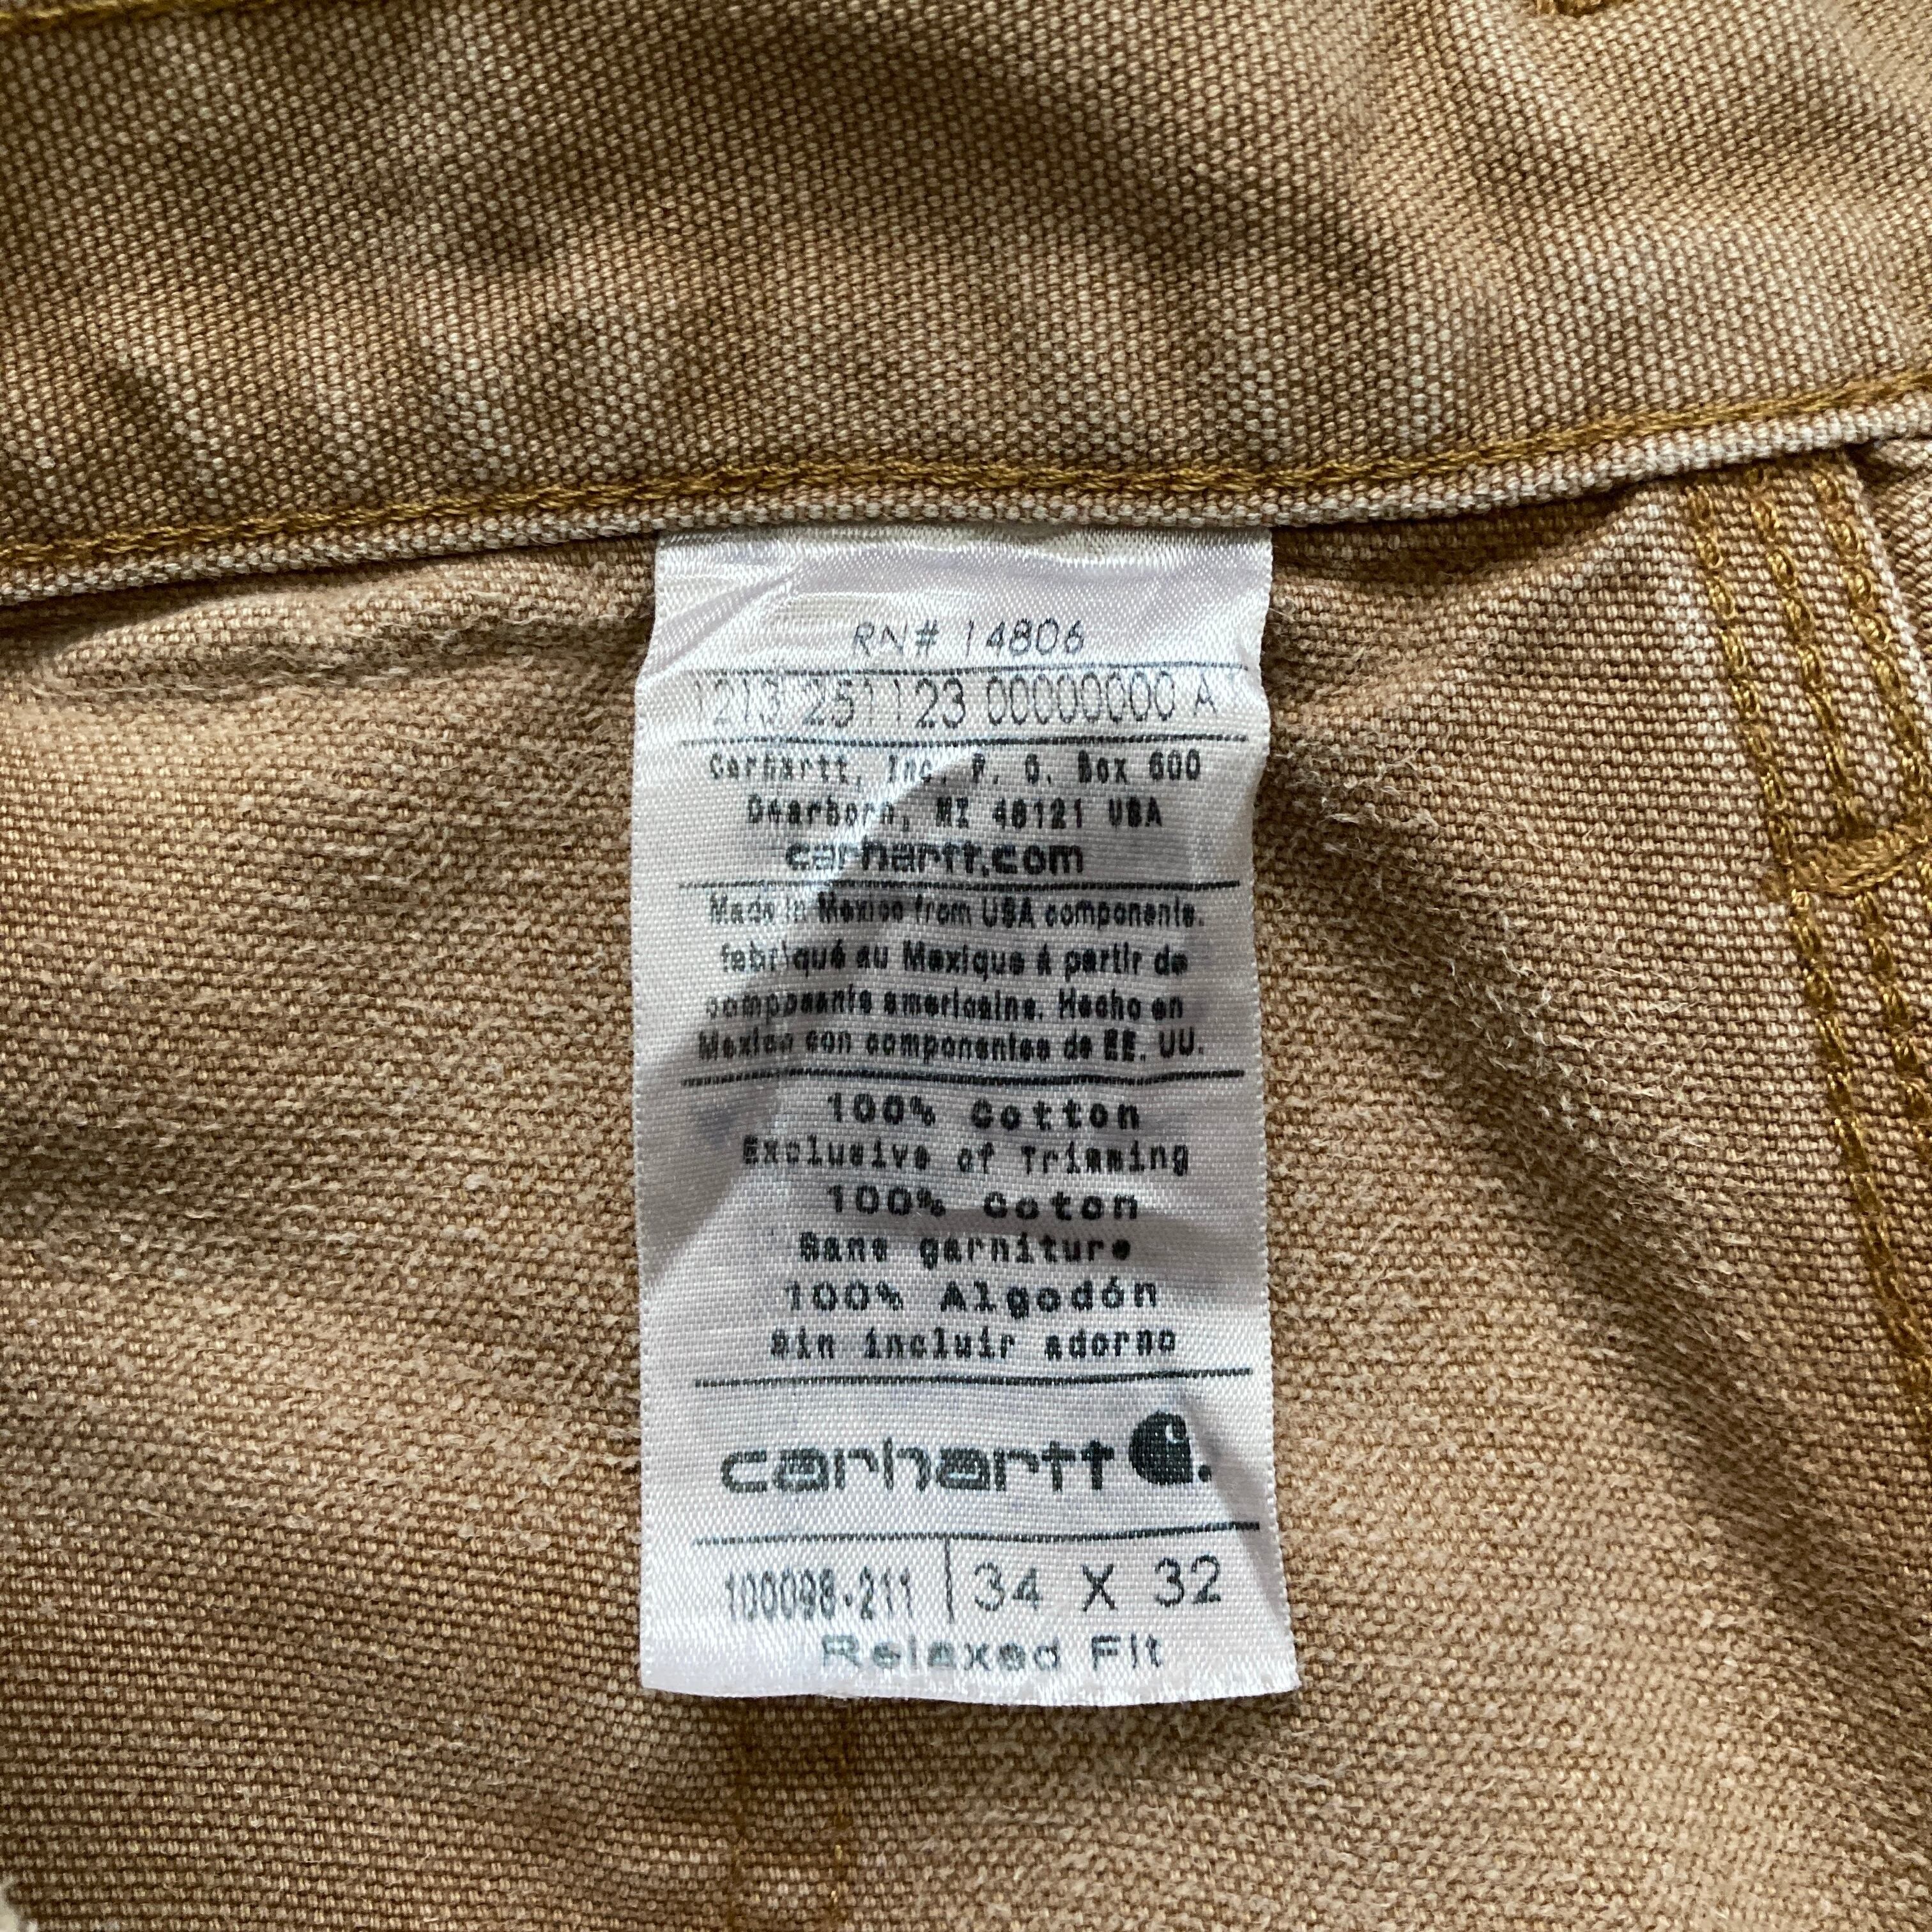 RN# 14806
1213 251123 00000000 A
Carhartt, Inc. P. O. Box 600
Dearborn, MI 48121 USA
carhartt.com
Made in Mexico from USA components.
fabriqué au Mexique à partir de
composants americains. Hecho en
Mexico con componentes de EE. UU.
100% Cotton
Exclusive of Trimming
100% Coton
Sans garniture
100% Algodón
Sin incluir adorno
carhartt
100098-211 34 X 32
Relaxed Fit